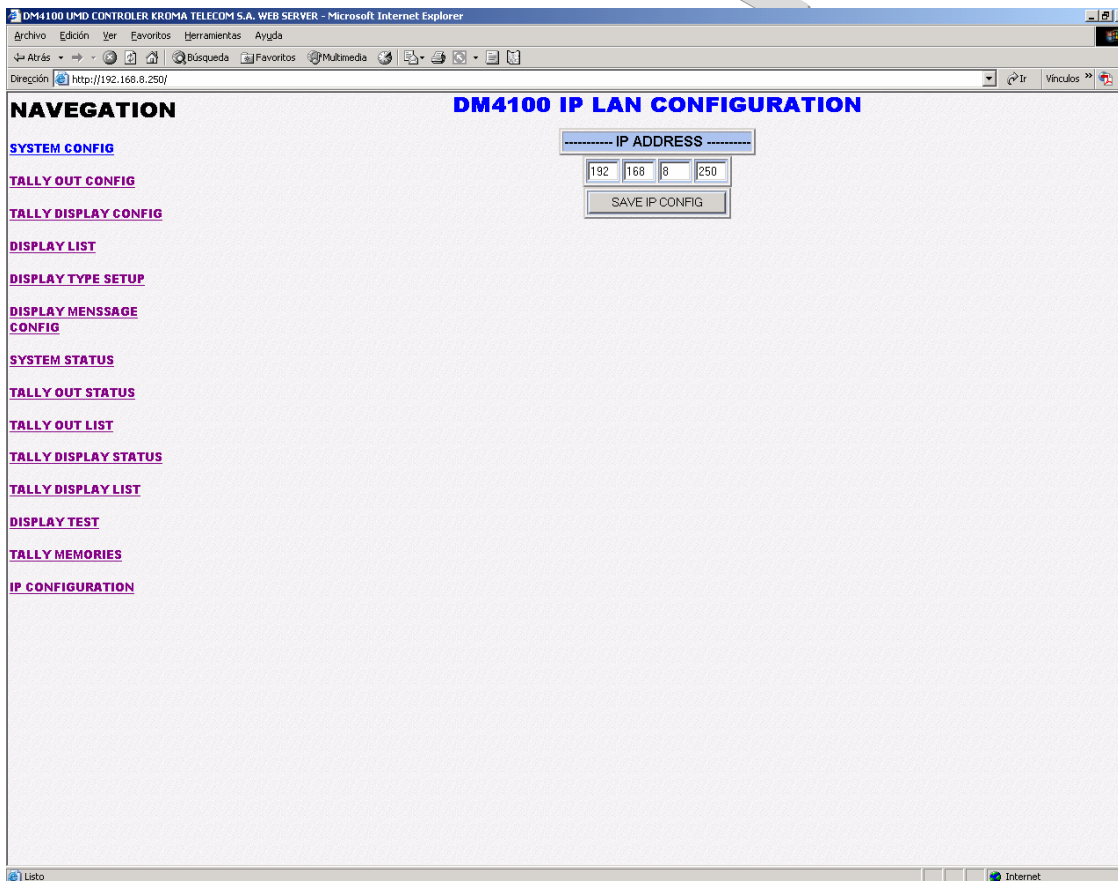 DM4100 UMD CONTROLER KROMA TELECOM S.A. WEB SERVER - Microsoft Internet Explorer
Archivo Edición Ver Favoritos Herramientas Ayuda
Atrás Búsqueda Favoritos Multimedia
Dirección http://192.168.8.250/ Ir Vínculos »
NAVEGATION
SYSTEM CONFIG
TALLY OUT CONFIG
TALLY DISPLAY CONFIG
DISPLAY LIST
DISPLAY TYPE SETUP
DISPLAY MENSSAGE
CONFIG
SYSTEM STATUS
TALLY OUT STATUS
TALLY OUT LIST
TALLY DISPLAY STATUS
TALLY DISPLAY LIST
DISPLAY TEST
TALLY MEMORIES
IP CONFIGURATION
DM4100 IP LAN CONFIGURATION
----------- IP ADDRESS ----------
192 168 8 250
SAVE IP CONFIG
Listo Internet